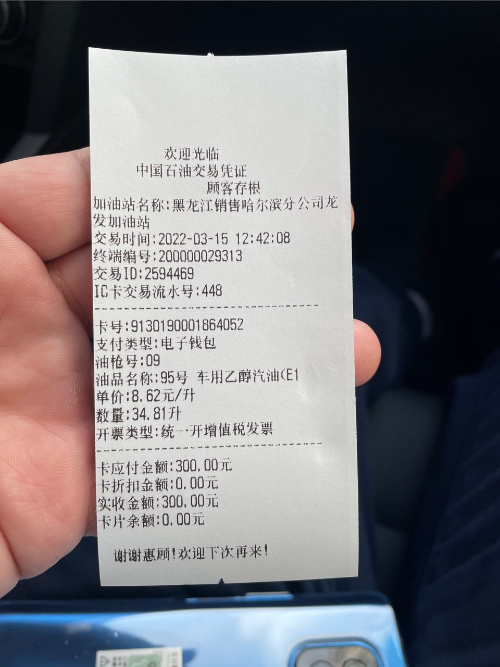 欢迎光临
中国石油交易凭证
顾客存根
加油站名称:黑龙江销售哈尔滨分公司龙
发加油站
交易时间:2022-03-15 12:42:08
终端编号:200000029313
交易ID:2594469
IC卡交易流水号:448
卡号:9130190001864052
支付类型:电子钱包
油枪号:09
油品名称:95号 车用乙醇汽油(E1
单价:8.62元/升
数量:34.81升
开票类型:统一开增值税发票
卡应付金额:300.00元
卡折扣金额:0.00元
实收金额:300.00元
卡片余额:0.00元
谢谢惠顾!欢迎下次再来!